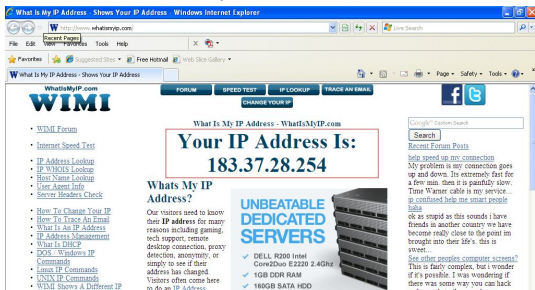 What Is My IP Address - Shows Your IP Address - Windows Internet Explorer
http://www.whatismyip.com
Live Search
Recent Pages
File Edit View Favorites Tools Help
Favorites Suggested Sites Free Hotmail Web Slice Gallery
What Is My IP Address - Shows Your IP Address
Page Safety Tools
WhatIsMyIP.com
WIMI
FORUM SPEED TEST IP LOOKUP TRACE AN EMAIL
CHANGE YOUR IP
WIMI Forum
Internet Speed Test
IP Address Lookup
IP WHOIS Lookup
Host Name Lookup
User Agent Info
Server Headers Check
How To Change Your IP
How To Trace An Email
What Is An IP Address
IP Address Management
What Is DHCP
DOS / Windows IP
Commands
Linux IP Commands
UNIX IP Commands
WIMI Shows A Different IP
What Is My IP Address - WhatIsMyIP.com
Your IP Address Is:
183.37.28.254
Whats My IP
Address?
Our visitors need to know
their IP address for many
reasons including gaming,
tech support, remote
desktop connection, proxy
detection, anonymity, or
simply to see if their
address has changed.
Visitors often come here
to do an IP Address
UNBEATABLE
DEDICATED
SERVERS
DELL R200 Intel
Core2Duo E2220 2.4Ghz
1GB DDR RAM
160GB SATA HDD
Google Custom Search
Search
Recent Forum Posts
help speed up my connection
My problem is my connection goes
up and down. Its extremely fast for
a few min. then it is painfully slow.
Time Warner cable is my service...
ip confused help me smart people
haha
ok as stupid as this sounds i have
friends in another country we have
become really close to the point im
brought into their life's. this is
sweet...
See other peoples computer screens?
This is fairly complex, but i wonder
if it's possible. I was wondering if
there was some way you can hack